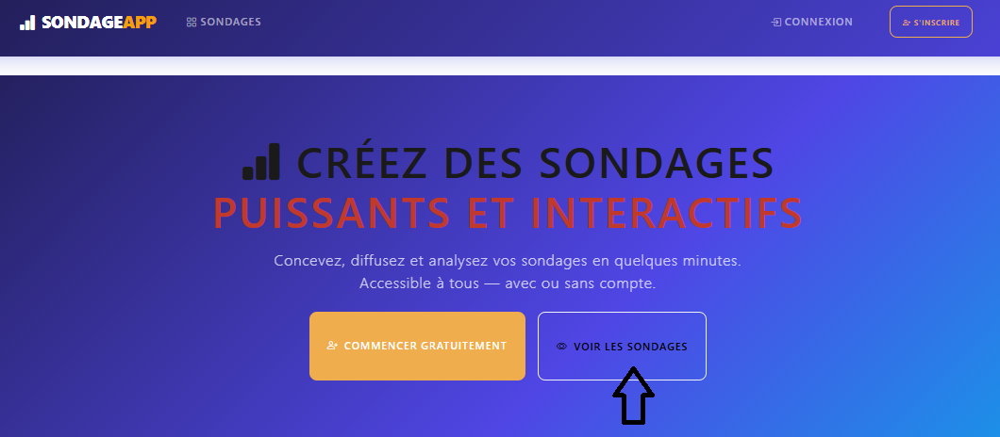 SONDAGEAPP
SONDAGES
CONNEXION
S'INSCRIRE
CRÉEZ DES SONDAGES
PUISSANTS ET INTERACTIFS
Concevez, diffusez et analysez vos sondages en quelques minutes.
Accessible à tous — avec ou sans compte.
COMMENCER GRATUITEMENT
VOIR LES SONDAGES